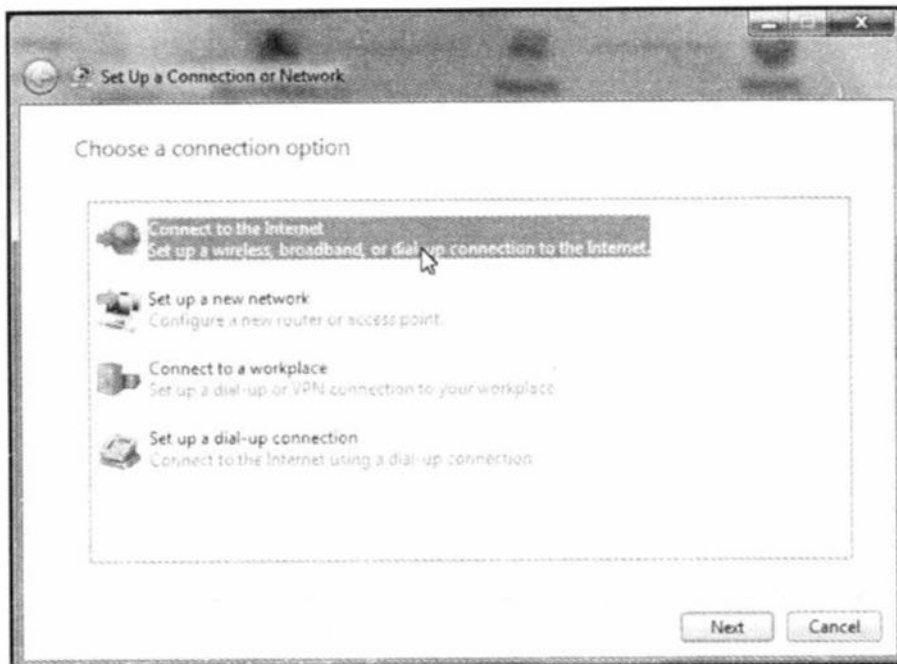 Set Up a Connection or Network
Choose a connection option
Connect to the Internet
Set up a wireless, broadband, or dial-up connection to the Internet.
Set up a new network
Configure a new router or access point.
Connect to a workplace
Set up a dial-up or VPN connection to your workplace.
Set up a dial-up connection
Connect to the Internet using a dial-up connection.
Next
Cancel